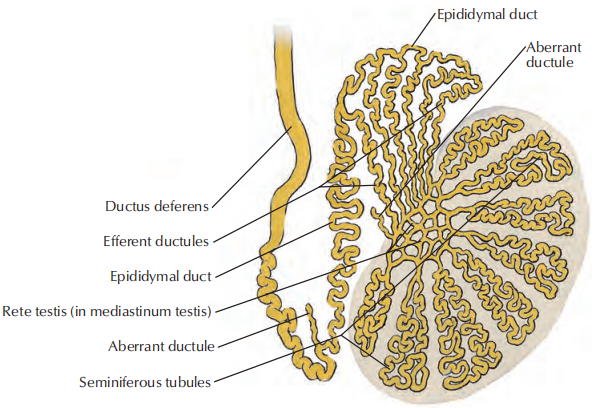 Epididymal duct
Aberrant
ductule
Ductus deferens
Efferent ductules
Epididymal duct
Rete testis (in mediastinum testis)
Aberrant ductule
Seminiferous tubules